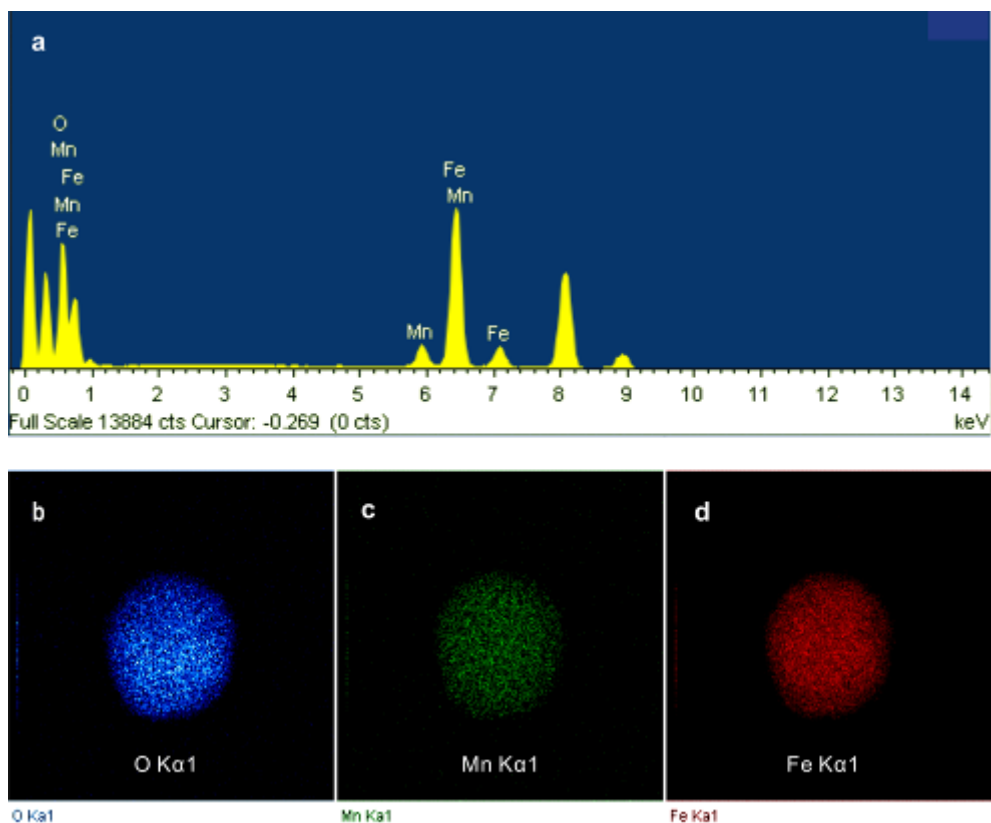 a
O
Mn
Fe
Mn
Fe
Fe
Mn
Mn
Fe
0 1 2 3 4 5 6 7 8 9 10 11 12 13 14
Full Scale 13884 cts Cursor: -0.269 (0 cts) keV
b
c
d
O Kα1
Mn Kα1
Fe Kα1
O Ka1
Mn Ka1
Fe Ka1